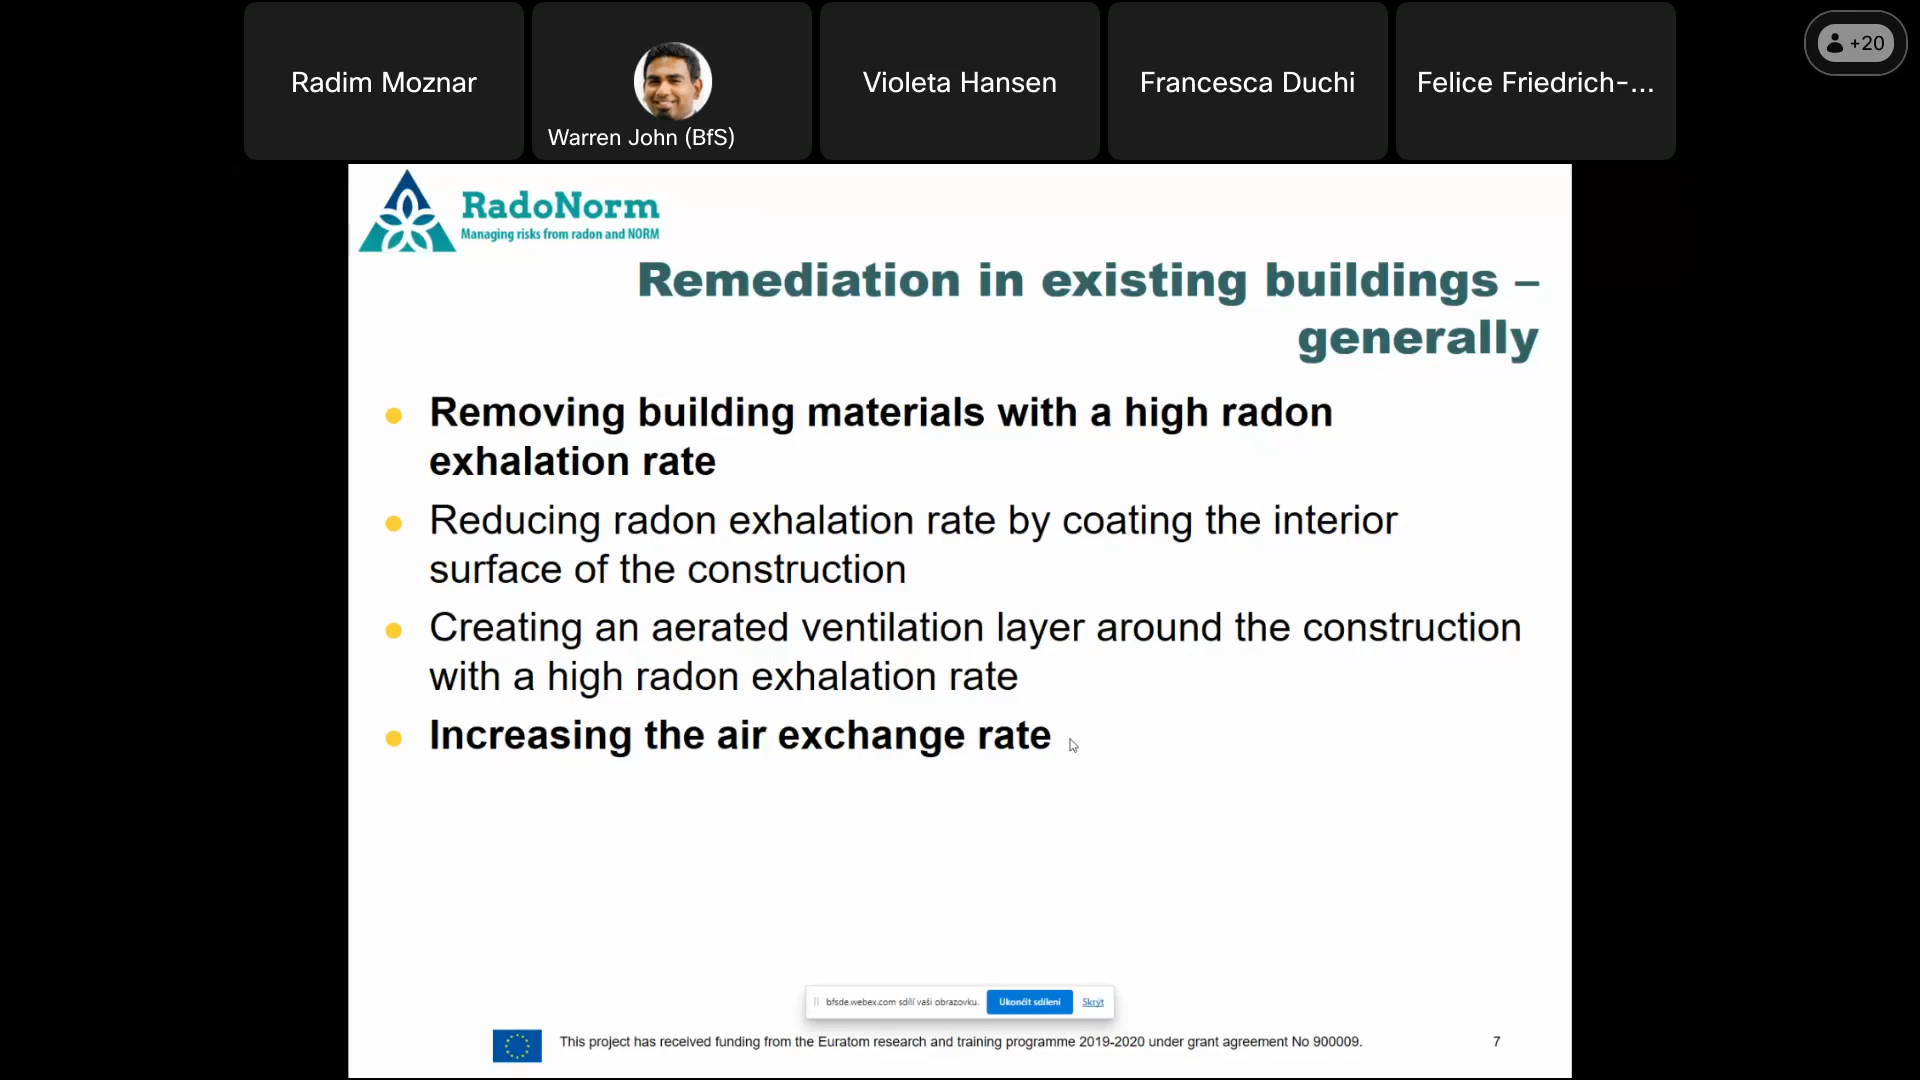 Radim Moznar
Warren John (BfS)
Violeta Hansen
Francesca Duchi
Felice Friedrich-...
+20
RadoNorm
Managing risks from radon and NORM
Remediation in existing buildings –
generally
Removing building materials with a high radon
exhalation rate
Reducing radon exhalation rate by coating the interior
surface of the construction
Creating an aerated ventilation layer around the construction
with a high radon exhalation rate
Increasing the air exchange rate
bfsde.webex.com sdílí vaši obrazovku.
Ukončit sdílení
Skrýt
This project has received funding from the Euratom research and training programme 2019-2020 under grant agreement No 900009.
7